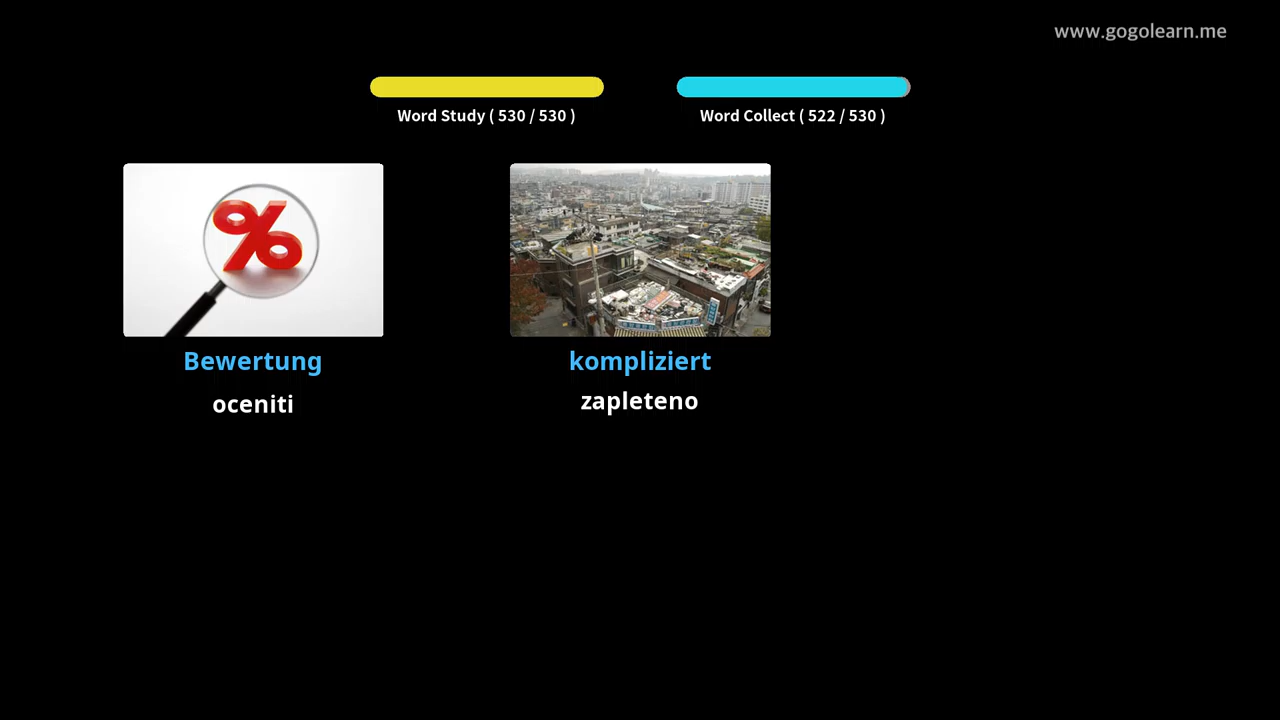 www.gogolearn.me
Word Study ( 530 / 530 )
Word Collect ( 522 / 530 )
%
Bewertung
kompliziert
oceniti
zapleteno